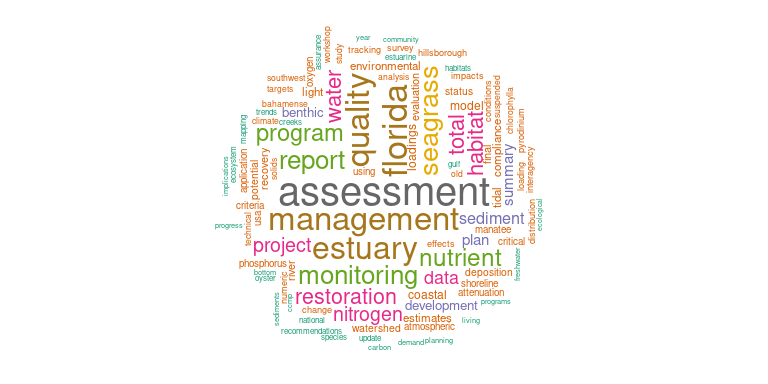 year
community
workshop
assurance
study
tracking
survey
hillsborough
estuarine
oxygen
water
environmental
habitats
southwest
targets
light
quality
analysis
florida
evaluation
seagrass
impacts
status
conditions
suspended
chlorophylla
bahamense
trends
benthic
climate
creeks
model
mapping
program
loadings
total
habitat
compliance
pyrodinium
final
implications
ecosystem
application
potential
recovery
solids
report
using
gulf
old
summary
loading
interagency
assessment
criteria
tidal
usa
technical
progress
management
sediment
manatee
distribution
ecological
project
estuary
effects
plan
critical
phosphorus
nutrient
bottom
oyster
river
numeric
monitoring
data
deposition
freshwater
shoreline
sediments
ccmp
restoration
coastal
attenuation
change
national
nitrogen
development
programs
estimates
living
recommendations
watershed
atmospheric
species
update
carbon
demand
planning